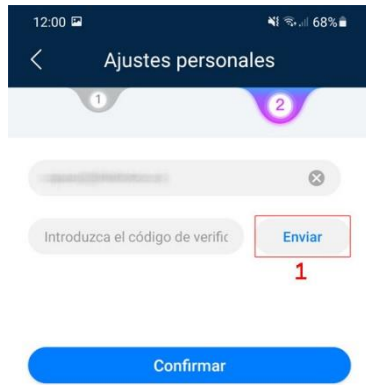 12:00 68%
Ajustes personales
1 2
Introduzca el código de verific Enviar
1
Confirmar